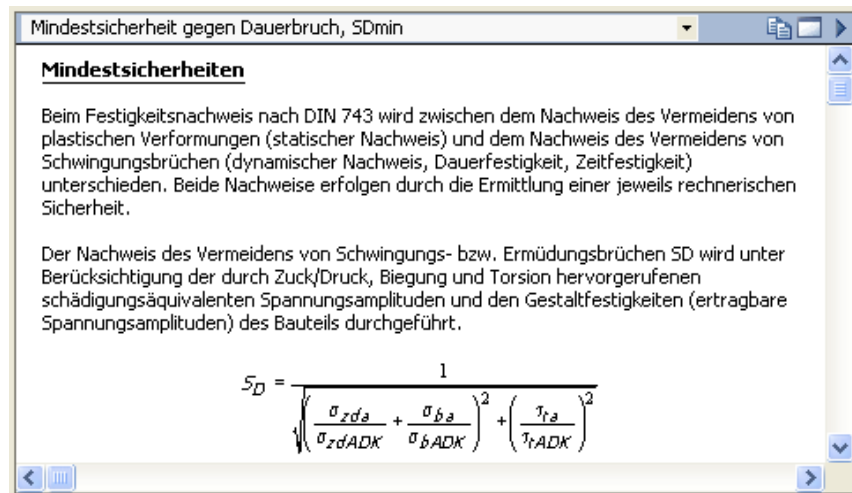 Mindestsicherheit gegen Dauerbruch, SDmin
Mindestsicherheiten
Beim Festigkeitsnachweis nach DIN 743 wird zwischen dem Nachweis des Vermeidens von
plastischen Verformungen (statischer Nachweis) und dem Nachweis des Vermeidens von
Schwingungsbrüchen (dynamischer Nachweis, Dauerfestigkeit, Zeitfestigkeit)
unterschieden. Beide Nachweise erfolgen durch die Ermittlung einer jeweils rechnerischen
Sicherheit.
Der Nachweis des Vermeidens von Schwingungs- bzw. Ermüdungsbrüchen SD wird unter
Berücksichtigung der durch Zuck/Druck, Biegung und Torsion hervorgerufenen
schädigungsäquivalenten Spannungsamplituden und den Gestaltfestigkeiten (ertragbare
Spannungsamplituden) des Bauteils durchgeführt.
S_D = 1 / √((σ_zda / σ_zdADK + σ_ba / σ_bADK)² + (τ_ta / τ_tADK)²)